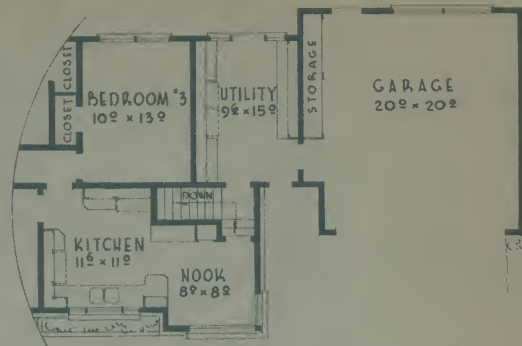 CLOSET
CLOSET
BEDROOM #3
10⁰ × 13⁰
UTILITY
9⁶ × 15⁰
STORAGE
GARAGE
20⁰ × 20⁰
DOWN
KITCHEN
11⁶ × 11⁰
NOOK
8⁰ × 8⁰